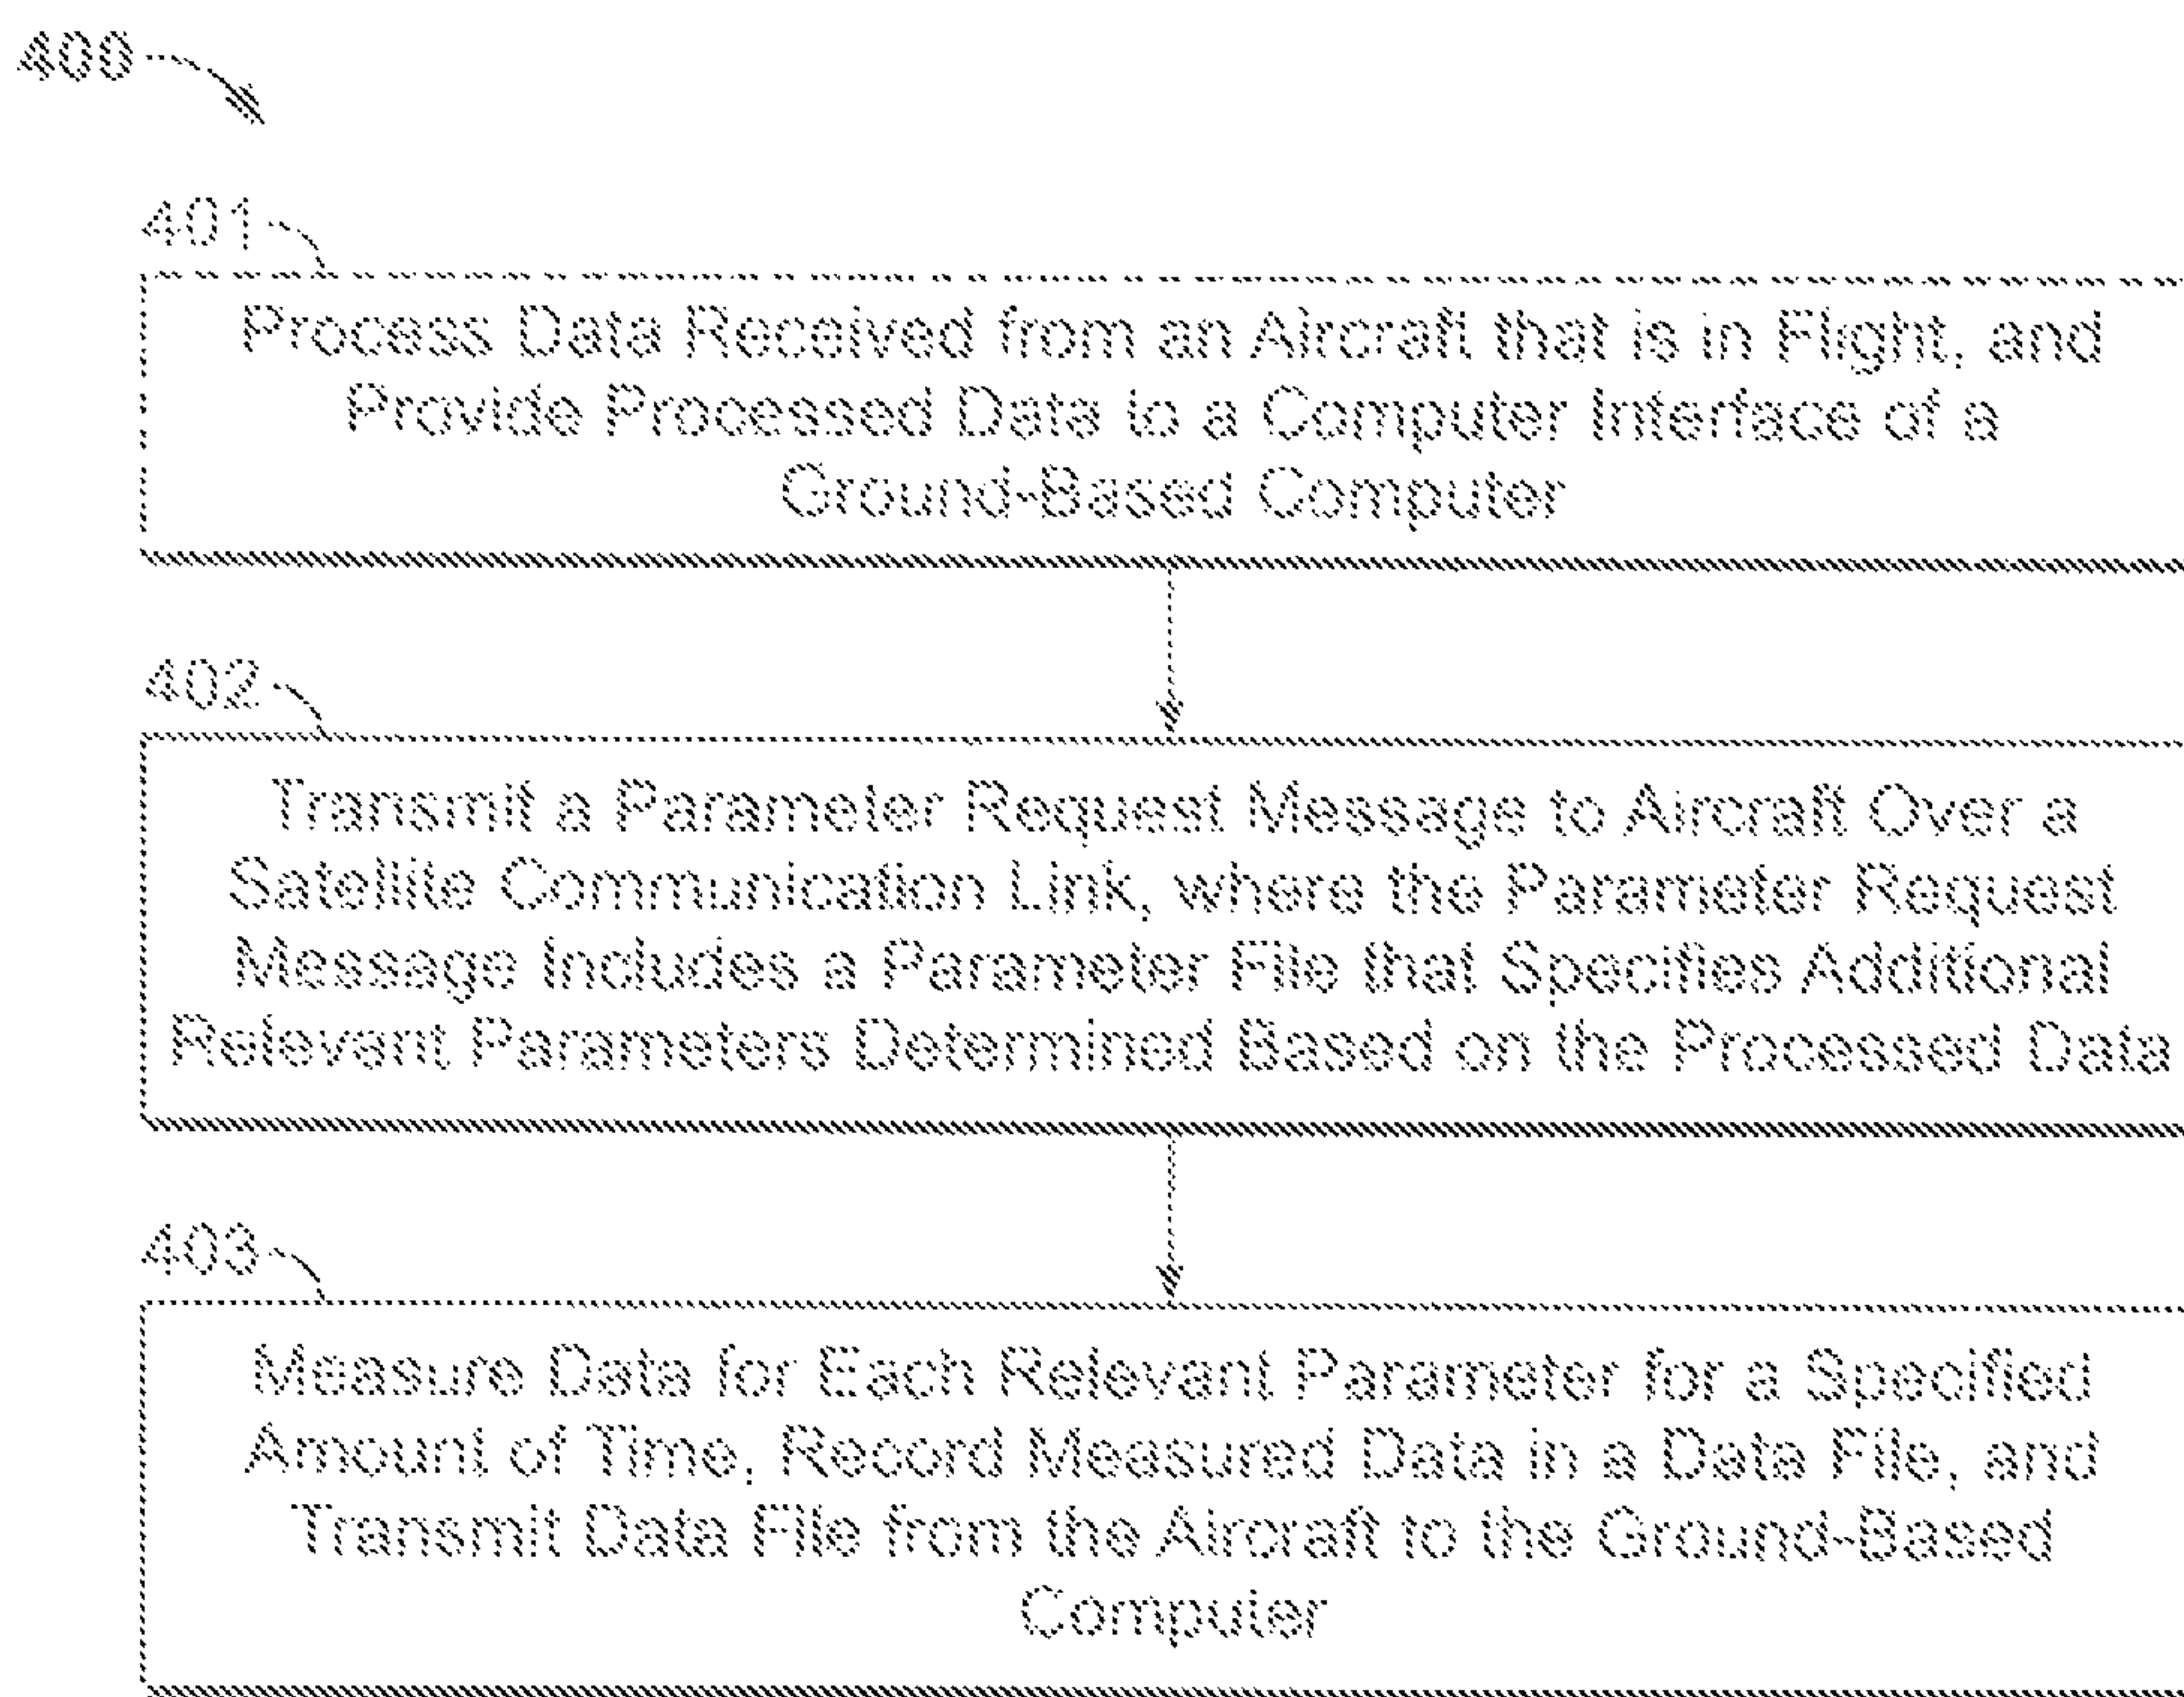 400
401
Process Data Received from an Aircraft that is in Flight, and
Provide Processed Data to a Computer Interface of a
Ground-Based Computer
402
Transmit a Parameter Request Message to Aircraft Over a
Satellite Communication Link, where the Parameter Request
Message Includes a Parameter File that Specifies Additional
Relevant Parameters Determined Based on the Processed Data
403
Measure Data for Each Relevant Parameter for a Specified
Amount of Time, Record Measured Data in a Data File, and
Transmit Data File from the Aircraft to the Ground-Based
Computer